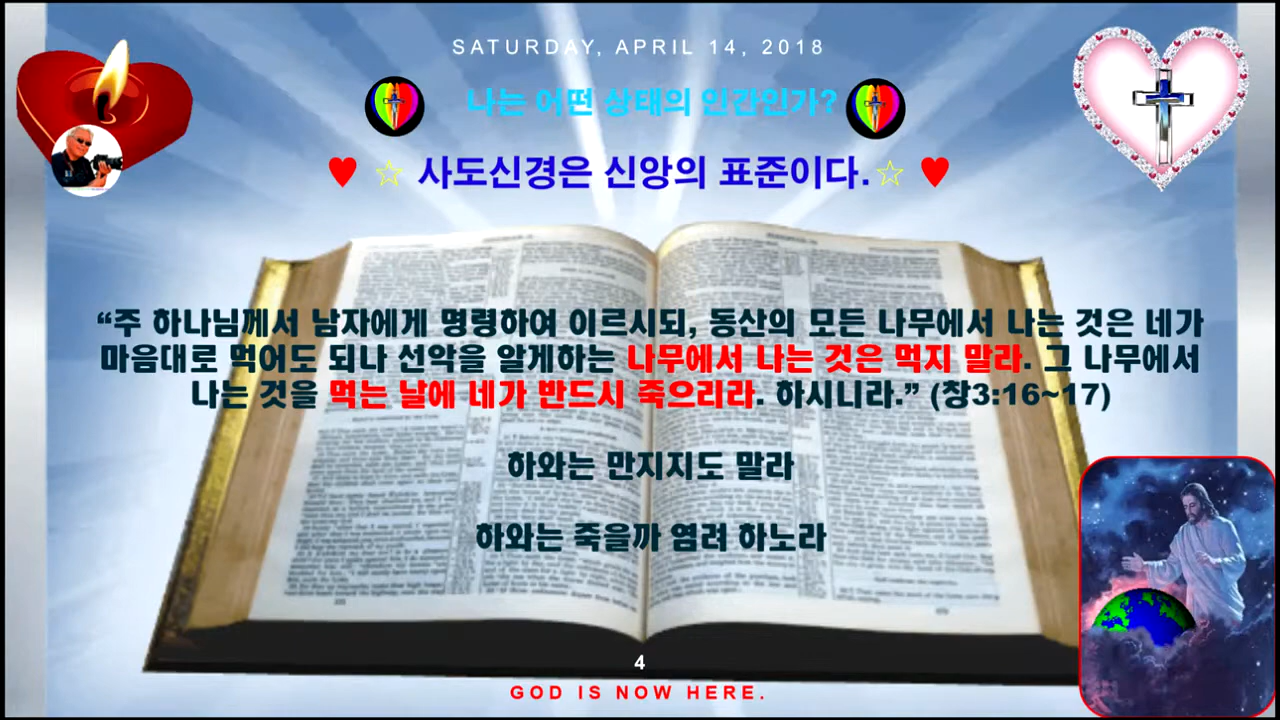 SATURDAY, APRIL 14, 2018
나는 어떤 상태의 인간인가?
♥ ☆ 사도신경은 신앙의 표준이다.☆ ♥
“주 하나님께서 남자에게 명령하여 이르시되, 동산의 모든 나무에서 나는 것은 네가
마음대로 먹어도 되나 선악을 알게하는 나무에서 나는 것은 먹지 말라. 그 나무에서
나는 것을 먹는 날에 네가 반드시 죽으리라. 하시니라.” (창3:16~17)
하와는 만지지도 말라
하와는 죽을까 염려 하노라
4
GOD IS NOW HERE.